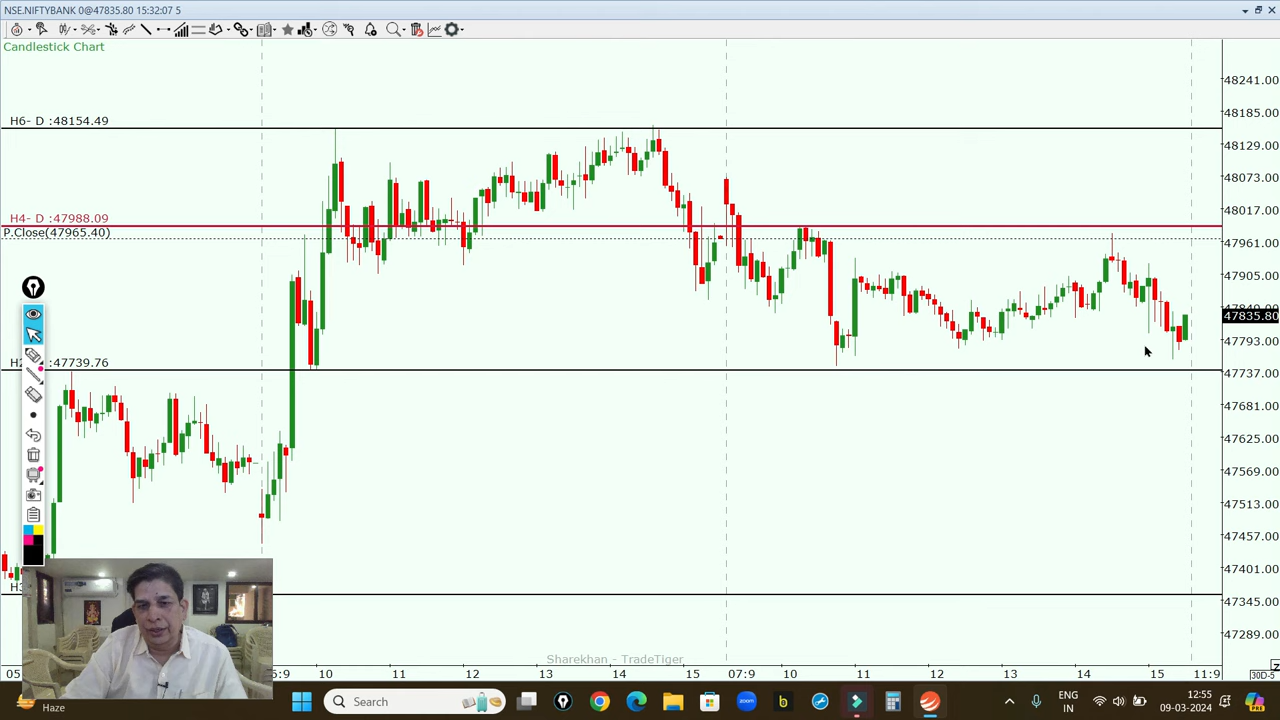 NSE.NIFTYBANK 0@47835.80 15:32:07 5
Candlestick Chart
48241.00
48185.00
H6- D :48154.49
48129.00
48073.00
H4- D :47988.09
48017.00
P.Close(47965.40)
47961.00
47905.00
47835.80
47793.00
:47739.76
47737.00
47681.00
47625.00
47569.00
47513.00
47457.00
47401.00
47345.00
47289.00
Sharekhan - TradeTiger
05 10 11 12 13 14 15 07:9 10 11 12 13 14 15 11:9
30D-5
Search
ENG
IN
12:55
09-03-2024
Haze